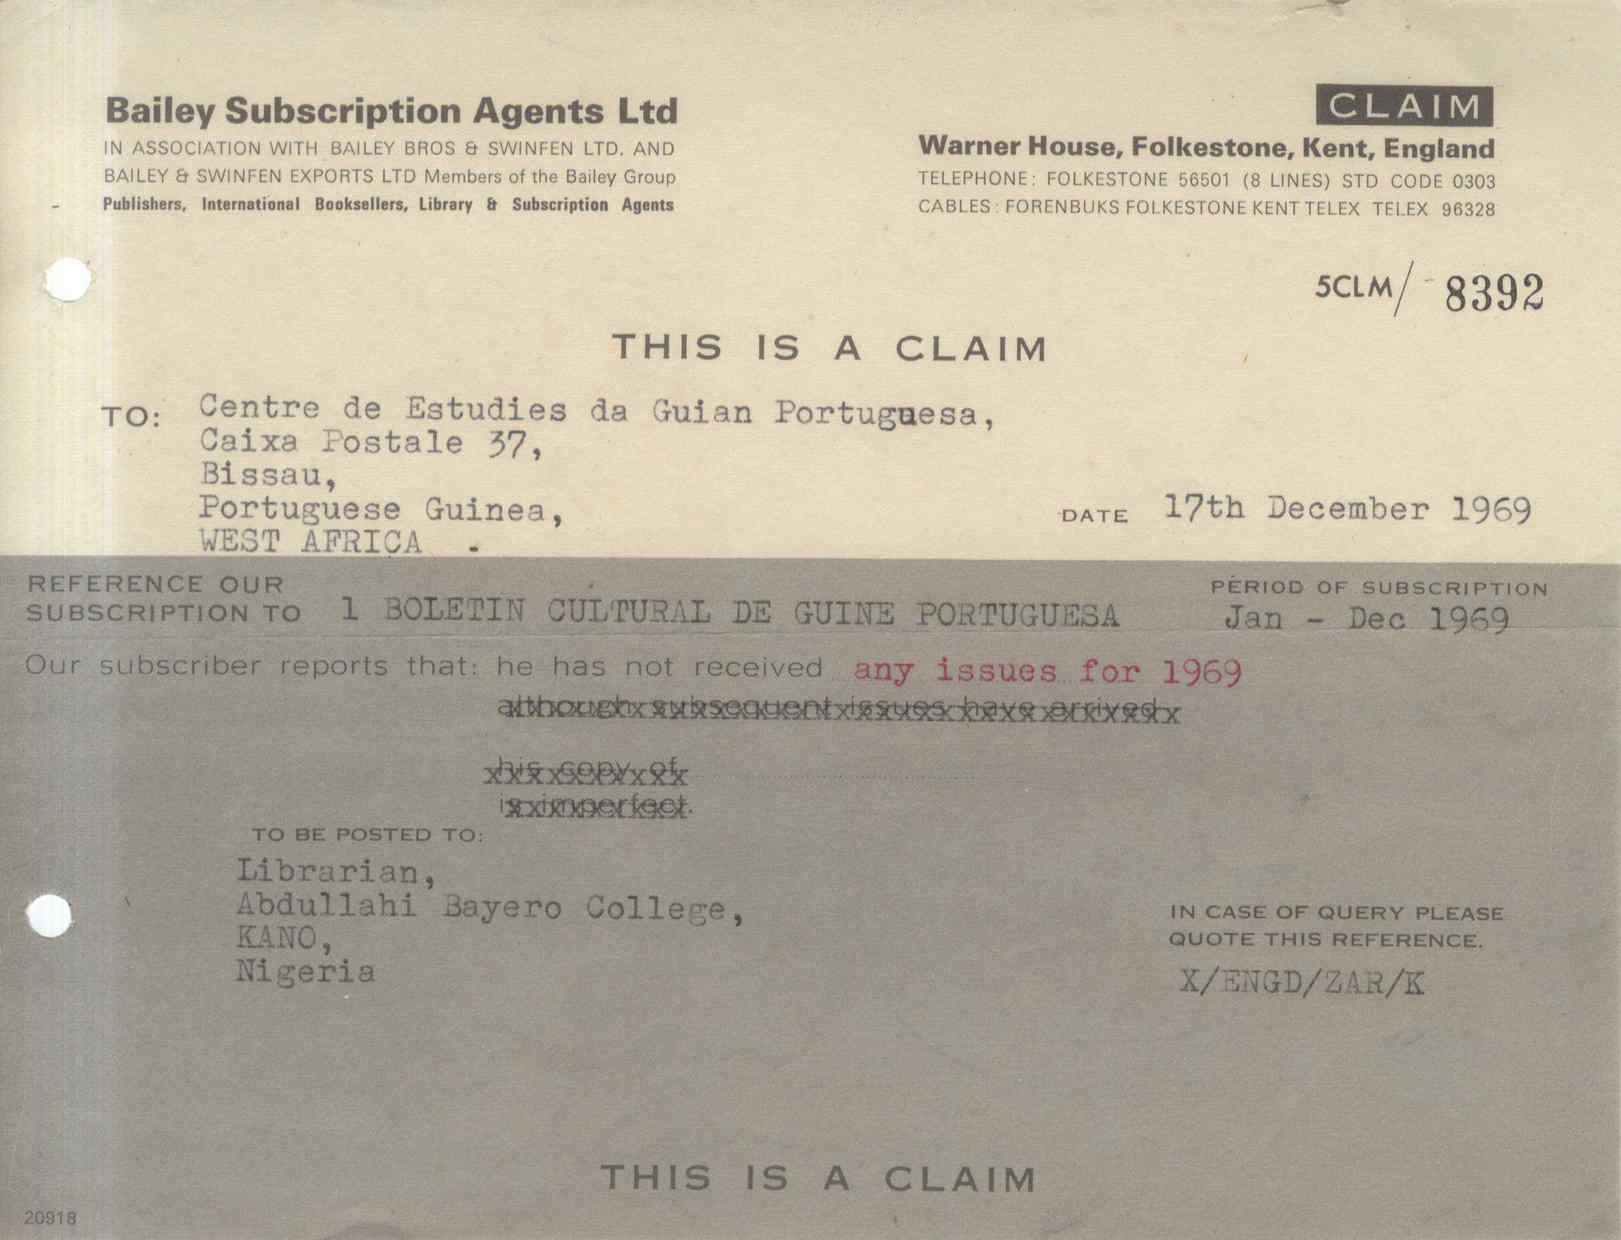 CLAIM
Bailey Subscription Agents Ltd
IN ASSOCIATION WITH BAILEY BROS & SWINFEN LTD. AND
BAILEY & SWINFEN EXPORTS LTD Members of the Bailey Group
Publishers, International Booksellers, Library & Subscription Agents
Warner House, Folkestone, Kent, England
TELEPHONE: FOLKESTONE 56501 (8 LINES) STD CODE 0303
CABLES: FORENBUKS FOLKESTONE KENT TELEX TELEX 96328
5CLM/ 8392
THIS IS A CLAIM
TO: Centre de Estudies da Guian Portuguesa,
Caixa Postale 37,
Bissau,
Portuguese Guinea,
WEST AFRICA .
DATE 17th December 1969
REFERENCE OUR
SUBSCRIPTION TO 1 BOLETIN CULTURAL DE GUINE PORTUGUESA
PERIOD OF SUBSCRIPTION
Jan - Dec 1969
Our subscriber reports that: he has not received any issues for 1969
although subsequent issues have arrived
his copy of
is imperfect.
TO BE POSTED TO:
Librarian,
Abdullahi Bayero College,
KANO,
Nigeria
IN CASE OF QUERY PLEASE
QUOTE THIS REFERENCE.
X/ENGD/ZAR/K
THIS IS A CLAIM
20918